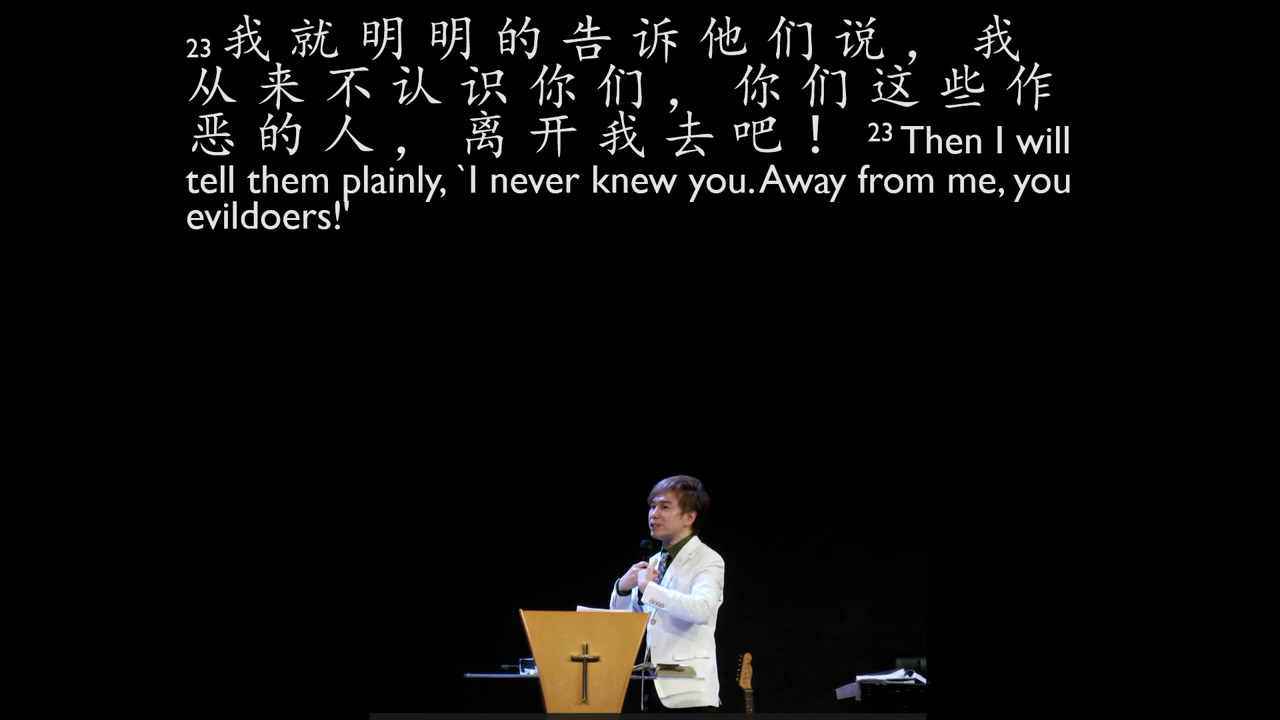 23 我就明明的告诉他们说，我
从来不认识你们，你们这些作
恶的人，离开我去吧！ 23 Then I will
tell them plainly, `I never knew you. Away from me, you
evildoers!'